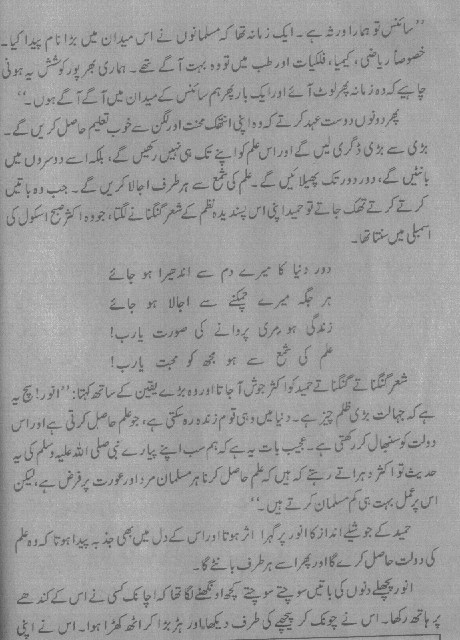 "سائنس تو ہمارا ورثہ ہے۔ ایک زمانہ تھا کہ مسلمانوں نے اس میدان میں بڑا نام پیدا کیا۔
خصوصاً ریاضی، کیمیا، فلکیات اور طب میں تو وہ بہت آگے تھے۔ ہماری بھر پور کوشش یہ ہونی
چاہیے کہ وہ زمانہ پھر لوٹ آئے اور ایک بار پھر ہم سائنس کے میدان میں آگے آگے ہوں۔"
پھر دونوں دوست عہد کرتے کہ وہ اپنی انتھک محنت اور لگن سے خوب تعلیم حاصل کریں گے۔
بڑی سے بڑی ڈگری لیں گے اور اس علم کو اپنے تک ہی نہیں رکھیں گے، بلکہ اسے دوسروں میں
بانٹیں گے، دور دور تک پھیلائیں گے۔ علم کی شمع سے ہر طرف اجالا کریں گے۔ جب وہ باتیں
کرتے کرتے تھک جاتے تو حمید اپنی اس پسندیدہ نظم کے شعر گنگنانے لگتا، جو وہ اکثر صبح اسکول کی
اسمبلی میں سنتا تھا۔
دور دنیا کا میرے دم سے اندھیرا ہو جائے
ہر جگہ میرے چمکنے سے اجالا ہو جائے
زندگی ہو مری پروانے کی صورت یارب!
علم کی شمع سے ہو مجھ کو محبت یارب!
شعر گنگناتے گنگناتے حمید کو اکثر جوش آ جاتا اور وہ بڑے یقین کے ساتھ کہتا: "انور! سچ یہ
ہے کہ جہالت بڑی ظلم چیز ہے۔ دنیا میں وہی قوم زندہ رہ سکتی ہے، جو علم حاصل کرتی ہے اور اس
دولت کو سنبھال کر رکھتی ہے۔ عجیب بات یہ ہے کہ ہم سب اپنے پیارے نبی صلی اللہ علیہ وسلم کی یہ
حدیث تو اکثر دہراتے رہتے کہ ہیں کہ علم حاصل کرنا ہر مسلمان مرد اور عورت پر فرض ہے، لیکن
اس پر عمل بہت ہی کم مسلمان کرتے ہیں۔"
حمید کے جوشیلے انداز کا انور پر گہرا اثر ہوتا اور اس کے دل میں بھی جذبہ پیدا ہوتا کہ وہ علم
کی دولت حاصل کرے گا اور پھر اسے ہر طرف بانٹے گا۔
انور پچھلے دنوں کی باتیں سوچتے سوچتے کچھ اونگھنے لگا تھا کہ اچانک کسی نے اس کے کندھے
پر ہاتھ رکھا۔ اس نے چونک کر پیچھے کی طرف دیکھا، اور ہڑبڑا کر اٹھ کھڑا ہوا۔ اس نے اپنی